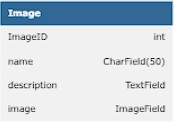 Image
ImageID int
name CharField(50)
description TextField
image ImageField